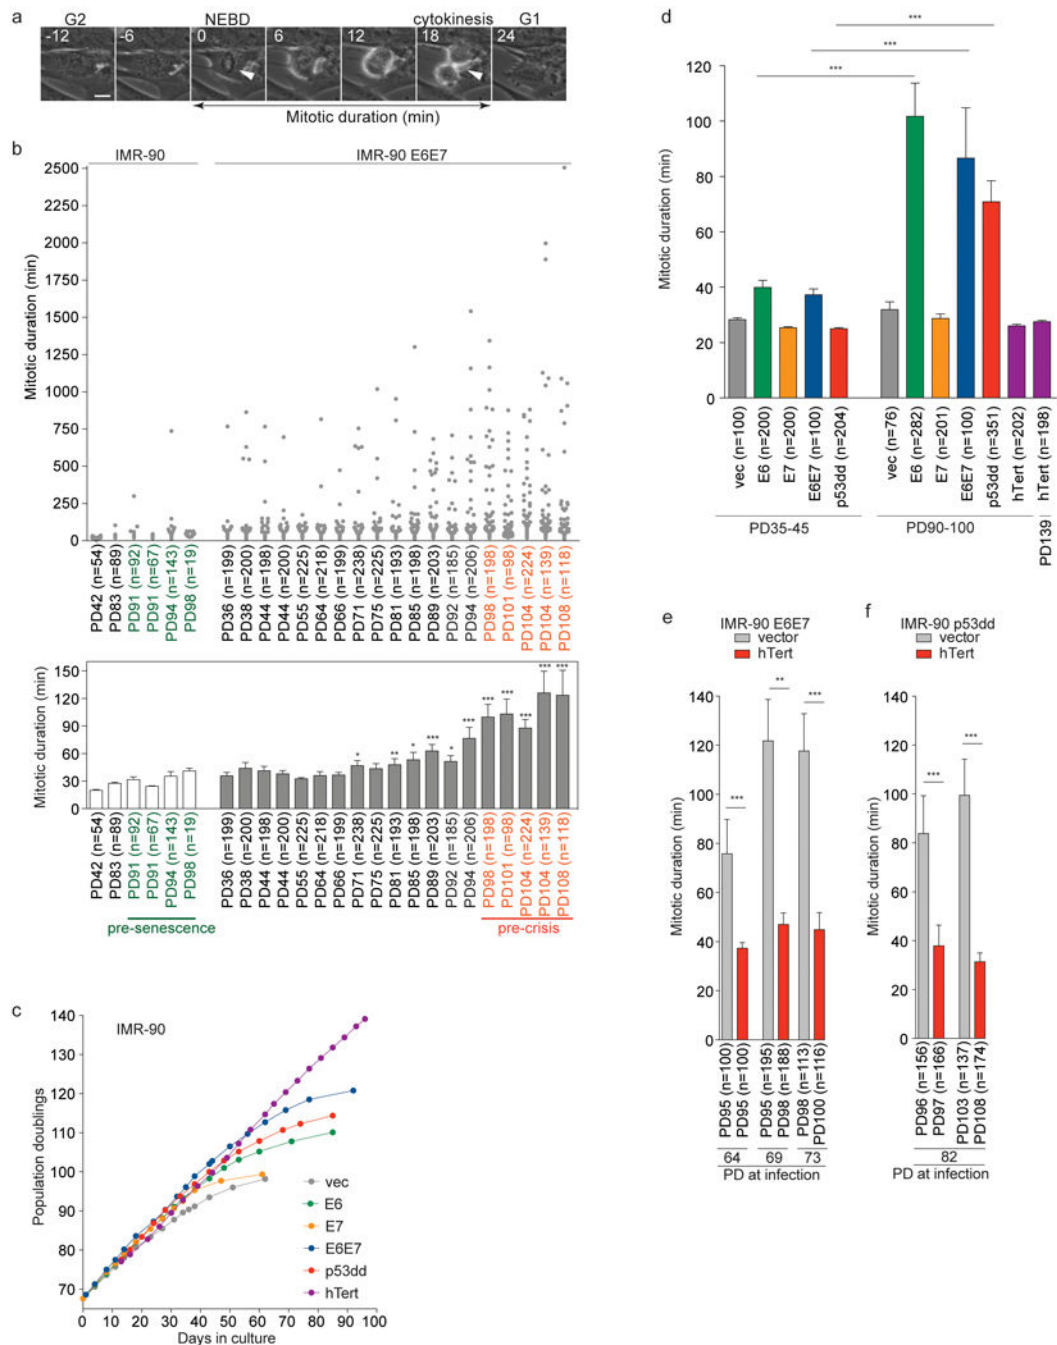 a
G2
NEBD
cytokinesis
G1
-12
-6
0
6
12
18
24
Mitotic duration (min)
b
IMR-90
IMR-90 E6E7
Mitotic duration (min)
2500
2250
2000
1750
1500
1250
1000
750
500
250
0
PD42 (n=54)
PD83 (n=89)
PD91 (n=92)
PD91 (n=67)
PD94 (n=143)
PD98 (n=19)
PD36 (n=199)
PD38 (n=200)
PD44 (n=198)
PD44 (n=200)
PD55 (n=225)
PD64 (n=218)
PD66 (n=199)
PD71 (n=238)
PD75 (n=225)
PD81 (n=193)
PD85 (n=198)
PD89 (n=203)
PD92 (n=185)
PD94 (n=206)
PD98 (n=198)
PD101 (n=98)
PD104 (n=224)
PD104 (n=139)
PD108 (n=118)
Mitotic duration (min)
150
120
90
60
30
0
* ** * *** * *** *** *** *** *** ***
PD42 (n=54)
PD83 (n=89)
PD91 (n=92)
PD91 (n=67)
PD94 (n=143)
PD98 (n=19)
PD36 (n=199)
PD38 (n=200)
PD44 (n=198)
PD44 (n=200)
PD55 (n=225)
PD64 (n=218)
PD66 (n=199)
PD71 (n=238)
PD75 (n=225)
PD81 (n=193)
PD85 (n=198)
PD89 (n=203)
PD92 (n=185)
PD94 (n=206)
PD98 (n=198)
PD101 (n=98)
PD104 (n=224)
PD104 (n=139)
PD108 (n=118)
pre-senescence
pre-crisis
c
IMR-90
Population doublings
140
130
120
110
100
90
80
70
vec
E6
E7
E6E7
p53dd
hTert
0 10 20 30 40 50 60 70 80 90 100
Days in culture
d
***
***
***
Mitotic duration (min)
120
100
80
60
40
20
0
vec (n=100)
E6 (n=200)
E7 (n=200)
E6E7 (n=100)
p53dd (n=204)
vec (n=76)
E6 (n=282)
E7 (n=201)
E6E7 (n=100)
p53dd (n=351)
hTert (n=202)
hTert (n=198)
PD35-45
PD90-100
PD139
e
IMR-90 E6E7
vector
hTert
Mitotic duration (min)
140
120
100
80
60
40
20
0
***
**
***
PD95 (n=100)
PD95 (n=100)
PD95 (n=195)
PD98 (n=188)
PD98 (n=113)
PD100 (n=116)
64 69 73
PD at infection
f
IMR-90 p53dd
vector
hTert
Mitotic duration (min)
140
120
100
80
60
40
20
0
***
***
PD96 (n=156)
PD97 (n=166)
PD103 (n=137)
PD108 (n=174)
82
PD at infection